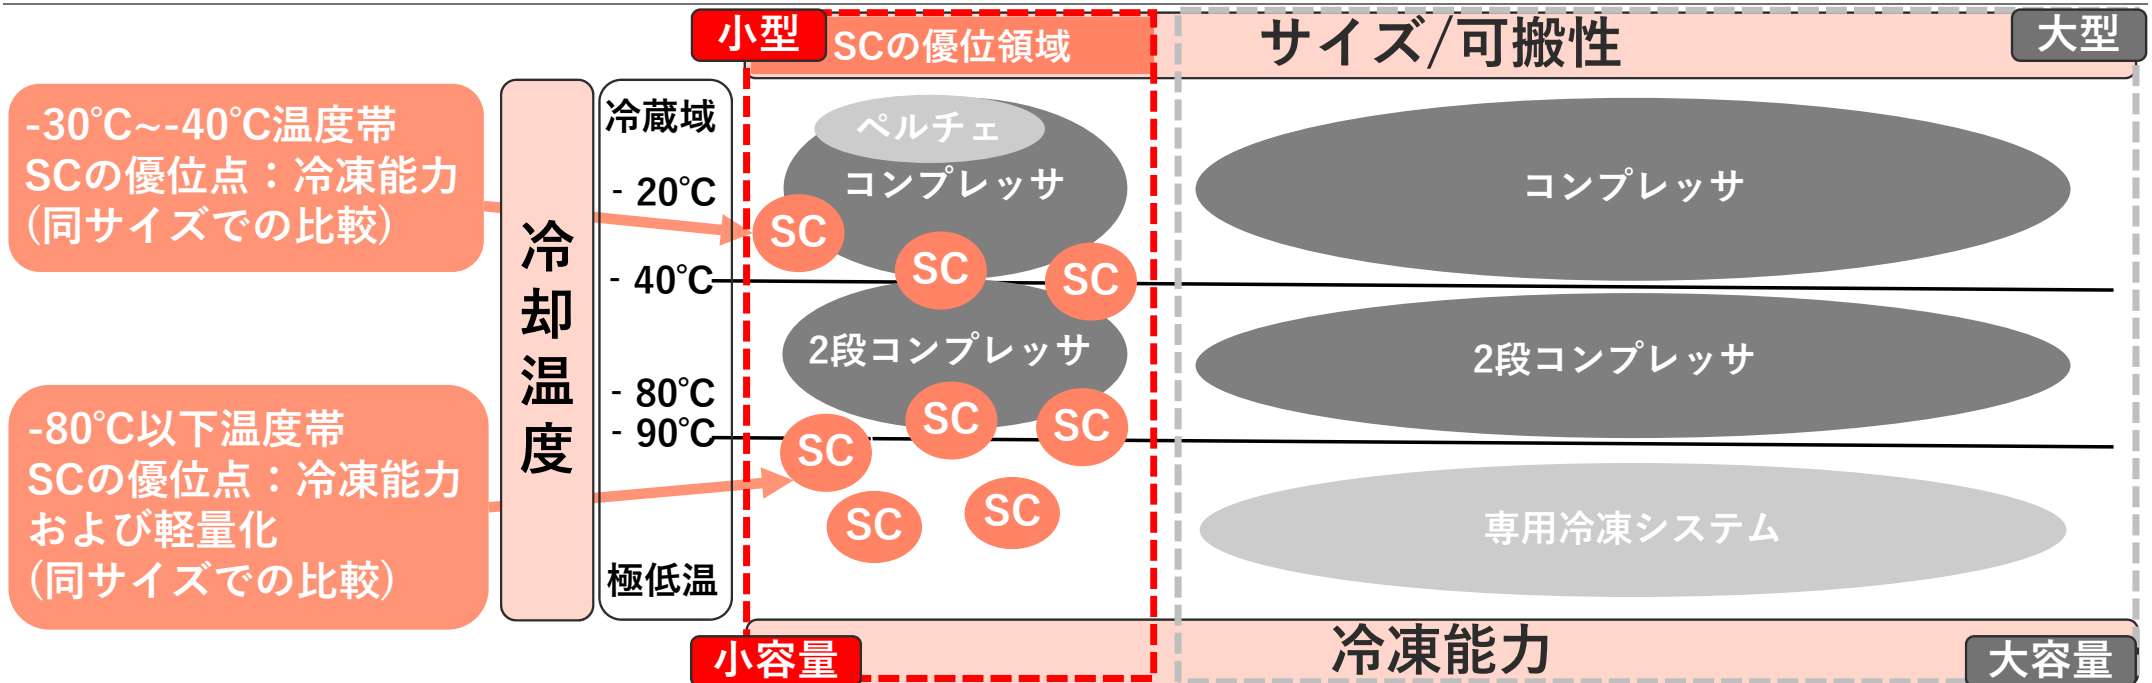 小型
SCの優位領域
サイズ/可搬性
大型
-30℃~-40℃温度帯
SCの優位点：冷凍能力
(同サイズでの比較)
-80℃以下温度帯
SCの優位点：冷凍能力
および軽量化
(同サイズでの比較)
冷却温度
冷蔵域
- 20℃
- 40℃
- 80℃
- 90℃
極低温
ペルチェ
コンプレッサ
SC
SC
SC
2段コンプレッサ
SC
SC
SC
SC
SC
コンプレッサ
2段コンプレッサ
専用冷凍システム
小容量
冷凍能力
大容量